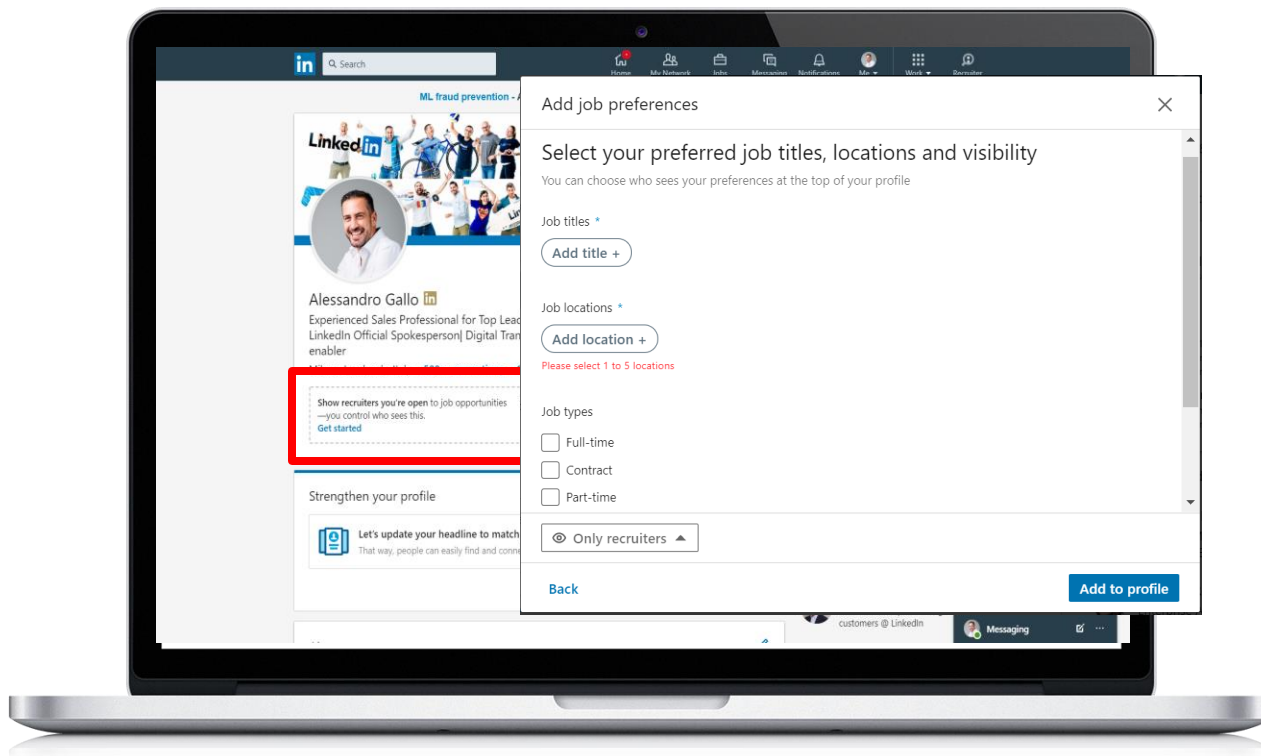 in Search
Home My Network Jobs Messaging Notifications Me Work Recruiter
ML fraud prevention -
Linked in
Alessandro Gallo in
Experienced Sales Professional for Top Lead
LinkedIn Official Spokesperson| Digital Tran
enabler
Show recruiters you're open to job opportunities
—you control who sees this.
Get started
Strengthen your profile
Let's update your headline to match
That way, people can easily find and conne
Add job preferences
Select your preferred job titles, locations and visibility
You can choose who sees your preferences at the top of your profile
Job titles *
Add title +
Job locations *
Add location +
Please select 1 to 5 locations
Job types
Full-time
Contract
Part-time
Only recruiters
Back
Add to profile
customers @ LinkedIn
Messaging